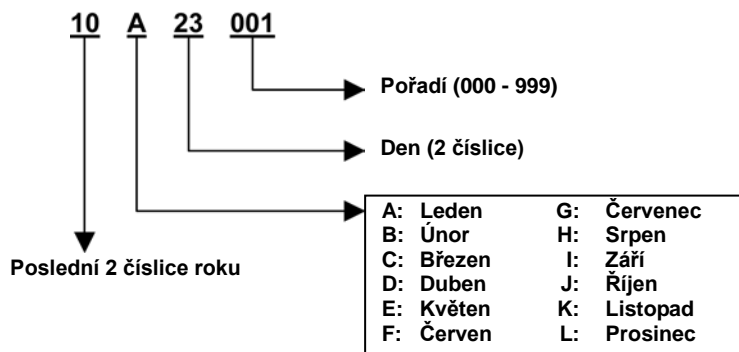 10 A 23 001
Pořadí (000 - 999)
Den (2 číslice)
A: Leden G: Červenec
B: Únor H: Srpen
C: Březen I: Září
Poslední 2 číslice roku
D: Duben J: Říjen
E: Květen K: Listopad
F: Červen L: Prosinec